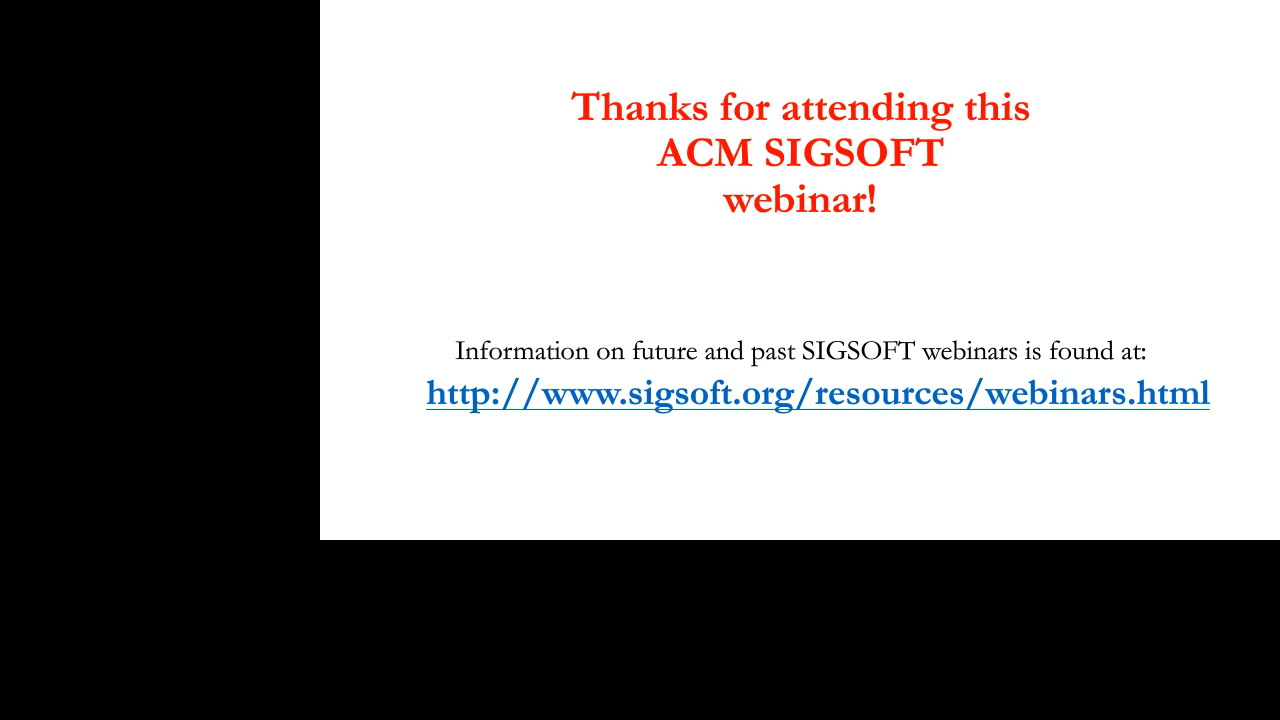 Thanks for attending this
ACM SIGSOFT
webinar!
Information on future and past SIGSOFT webinars is found at:
http://www.sigsoft.org/resources/webinars.html